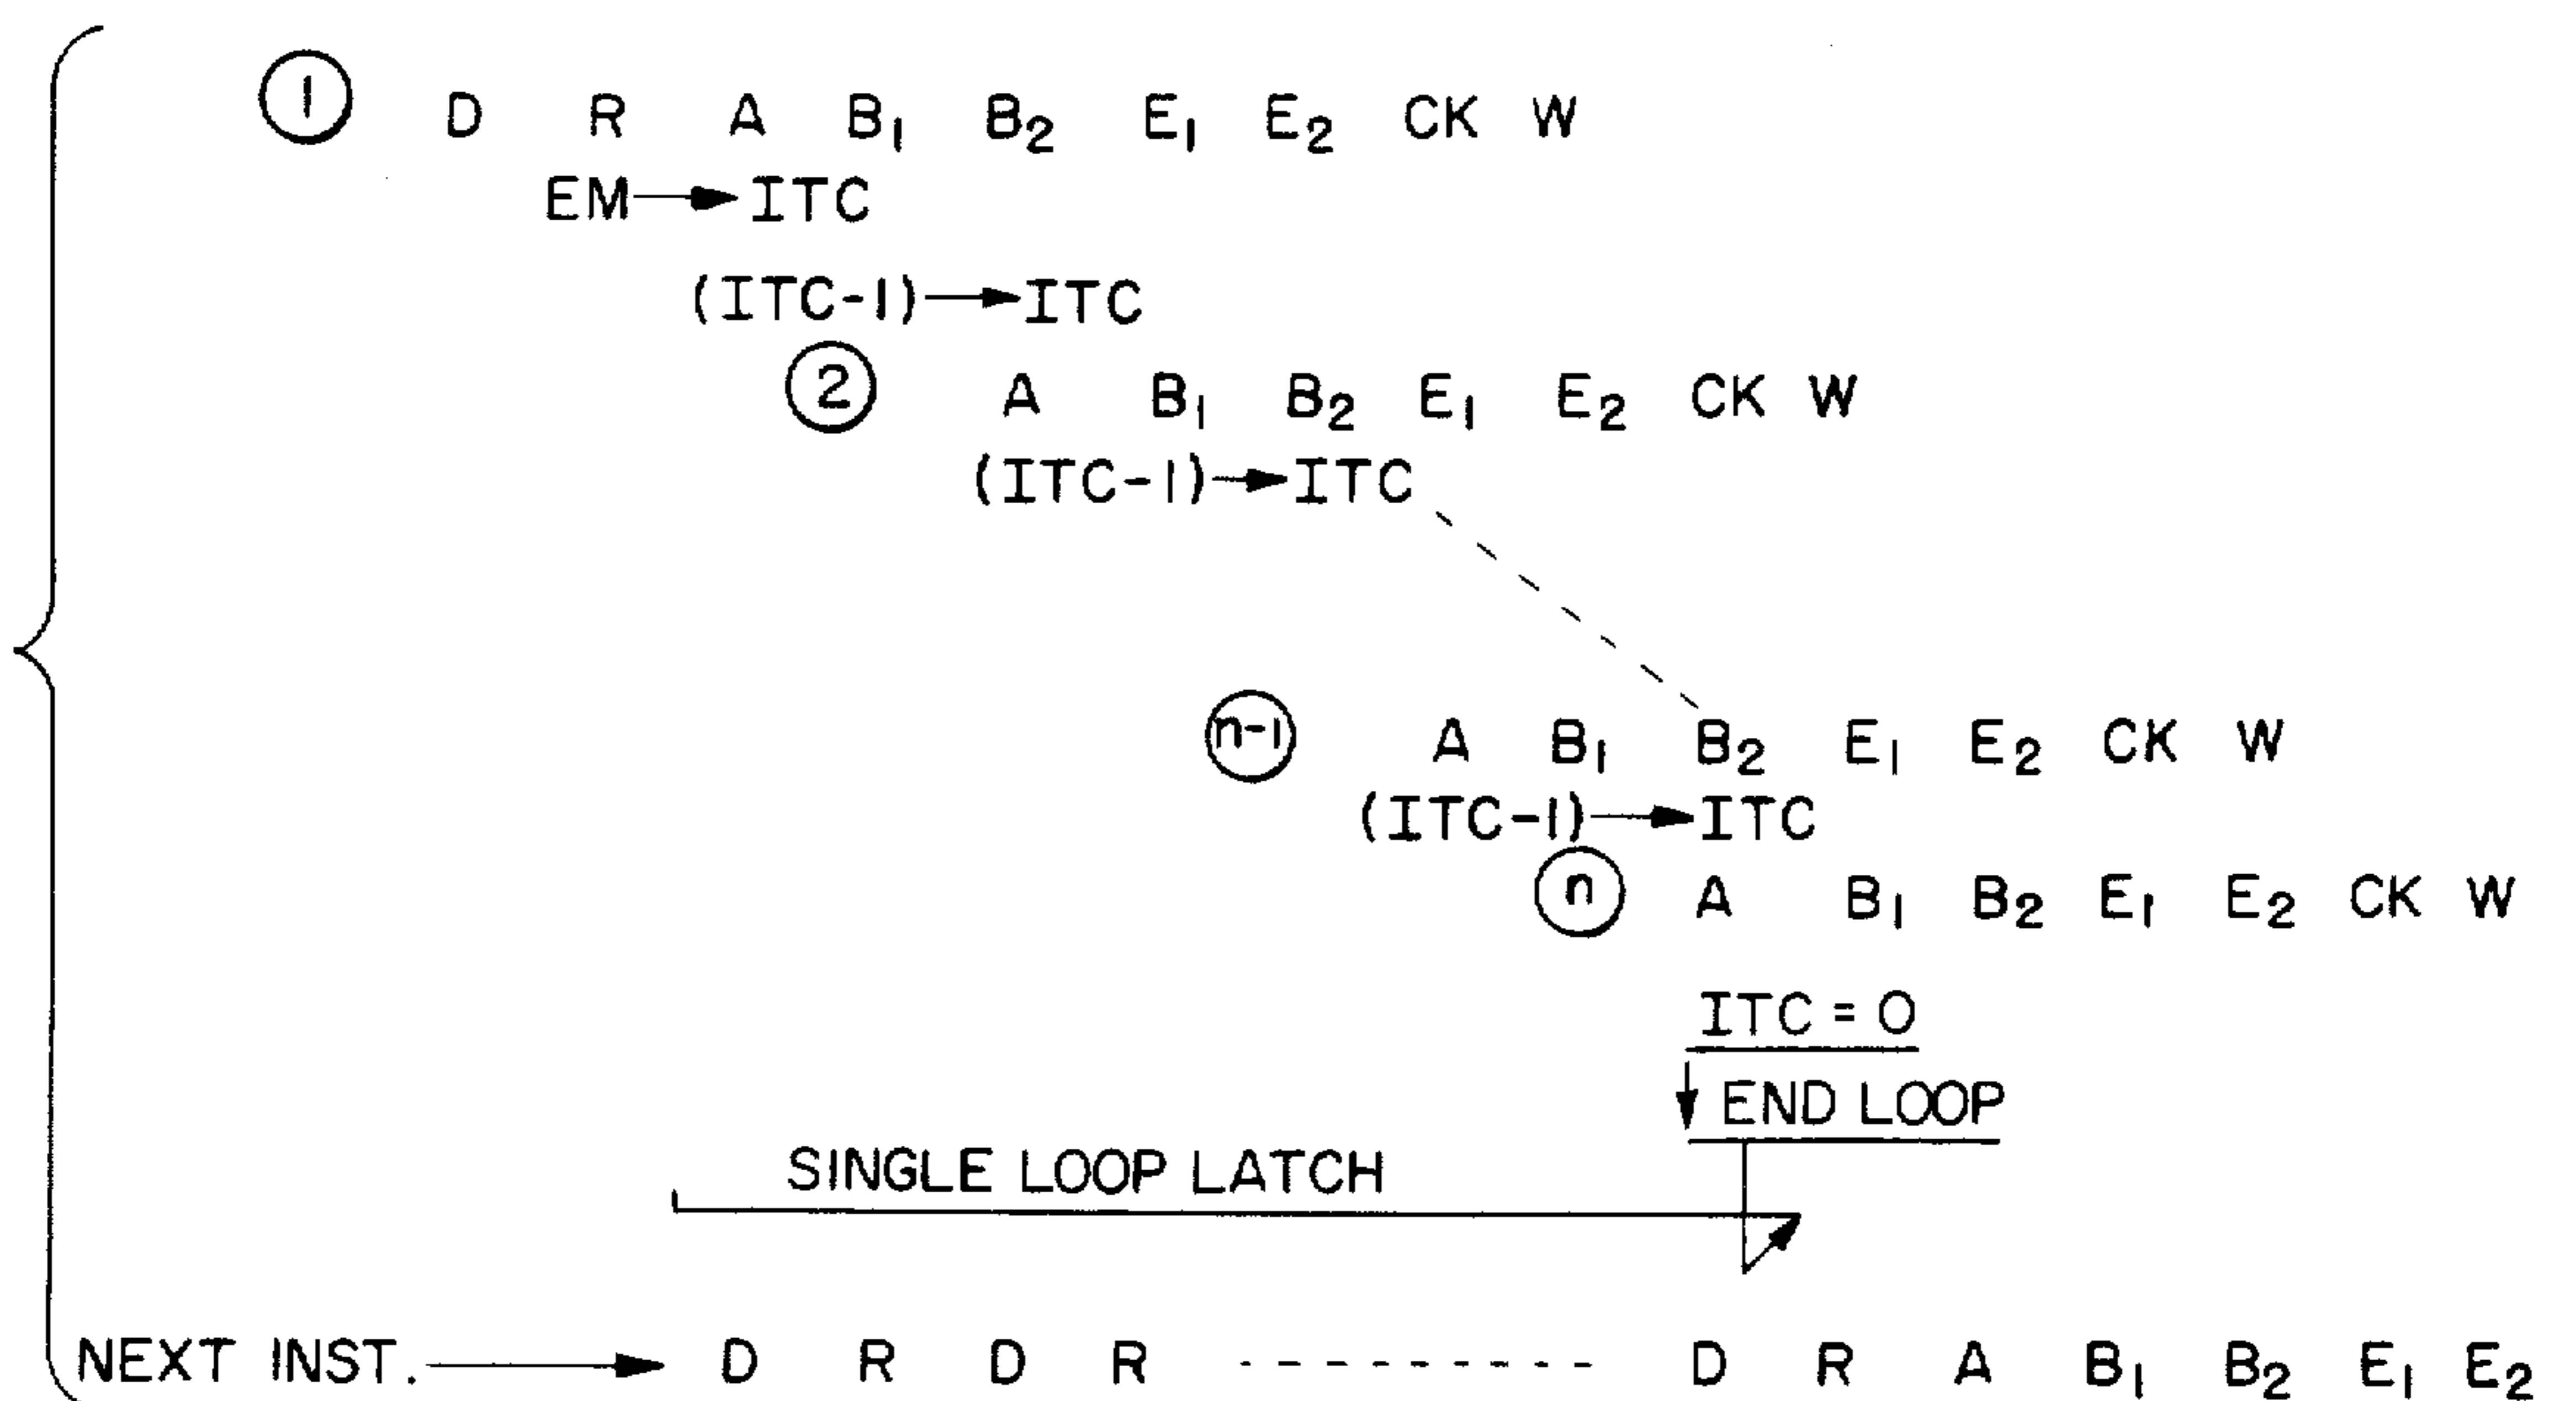 1 D R A B1 B2 E1 E2 CK W
EM→ITC
(ITC-1)→ITC
2 A B1 B2 E1 E2 CK W
(ITC-1)→ITC
n-1 A B1 B2 E1 E2 CK W
(ITC-1)→ITC
n A B1 B2 E1 E2 CK W
ITC = 0
END LOOP
SINGLE LOOP LATCH
NEXT INST. → D R D R --------- D R A B1 B2 E1 E2